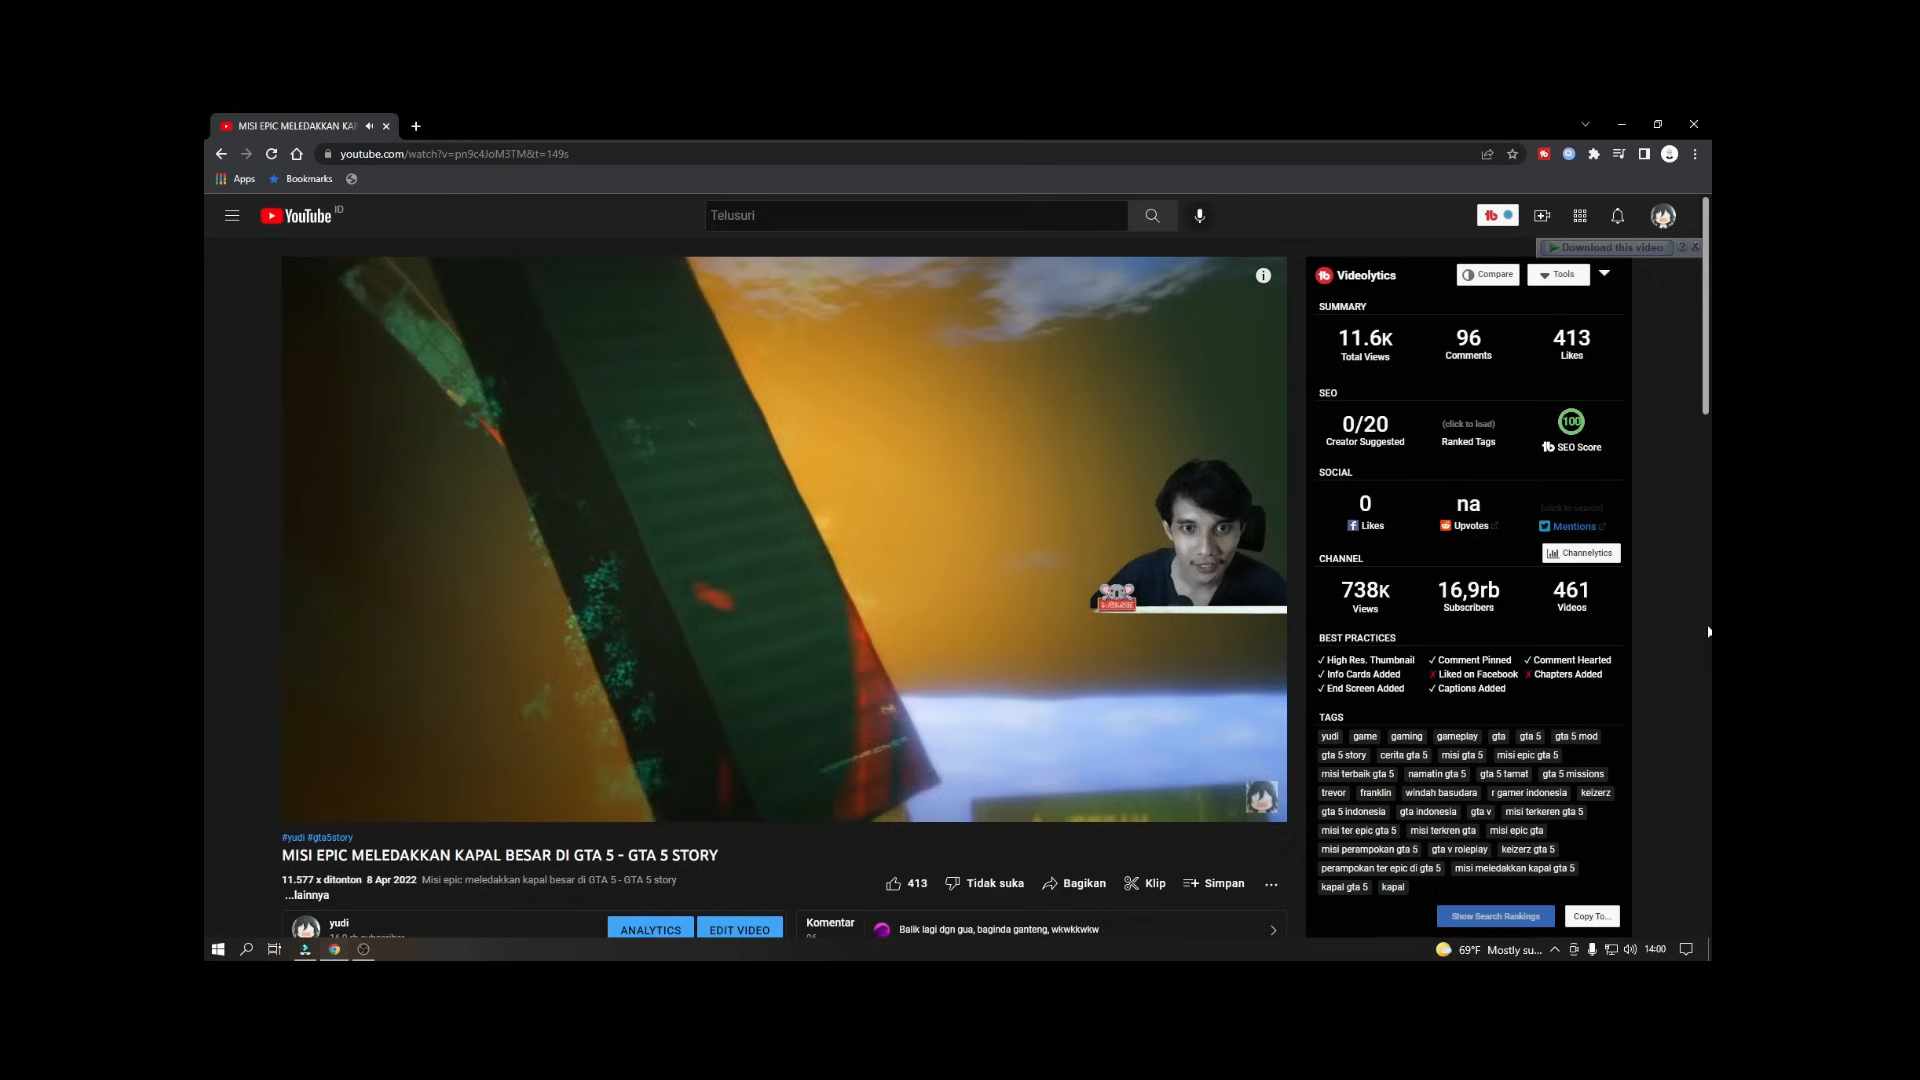 MISI EPIC MELEDAKKAN KAP
youtube.com/watch?v=pn9c4JoM3TM&t=149s
Apps Bookmarks
YouTube ID
Telusuri
Download this video ? X
SUBSCRIBE
#yudi #gta5story
MISI EPIC MELEDAKKAN KAPAL BESAR DI GTA 5 - GTA 5 STORY
11.577 x ditonton 8 Apr 2022 Misi epic meledakkan kapal besar di GTA 5 - GTA 5 story
...lainnya
413 Tidak suka Bagikan Klip Simpan
yudi
ANALYTICS EDIT VIDEO
Komentar
Balik lagi dgn gua, baginda ganteng, wkwkkwkw
Videolytics Compare Tools
SUMMARY
11.6K 96 413
Total Views Comments Likes
SEO
0/20 (click to load) 100
Creator Suggested Ranked Tags tb SEO Score
SOCIAL
0 na (click to search)
Likes Upvotes Mentions
CHANNEL Channelytics
738K 16,9rb 461
Views Subscribers Videos
BEST PRACTICES
✓ High Res. Thumbnail ✓ Comment Pinned ✓ Comment Hearted
✓ Info Cards Added ✗ Liked on Facebook ✗ Chapters Added
✓ End Screen Added ✓ Captions Added
TAGS
yudi game gaming gameplay gta gta 5 gta 5 mod
gta 5 story cerita gta 5 misi gta 5 misi epic gta 5
misi terbaik gta 5 namatin gta 5 gta 5 tamat gta 5 missions
trevor franklin windah basudara r gamer indonesia keizerz
gta 5 indonesia gta indonesia gta v misi terkeren gta 5
misi ter epic gta 5 misi terkren gta misi epic gta
misi perampokan gta 5 gta v roleplay keizerz gta 5
perampokan ter epic di gta 5 misi meledakkan kapal gta 5
kapal gta 5 kapal
Show Search Rankings Copy To...
69°F Mostly su... 14:00